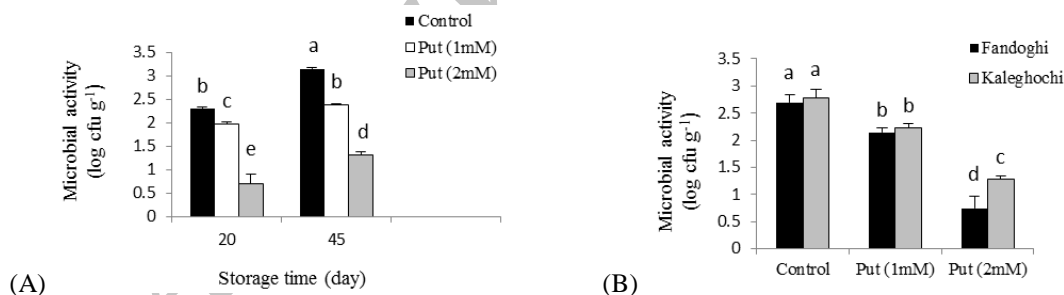 Control
Put (1mM)
Put (2mM)
Microbial activity
(log cfu g-1)
3.5
3
2.5
2
1.5
1
0.5
0
b
c
e
a
b
d
20
45
Storage time (day)
(A)
Fandoghi
Kaleghochi
Microbial activity
(log cfu g-1)
3.5
3
2.5
2
1.5
1
0.5
0
a
a
b
b
d
c
Control
Put (1mM)
Put (2mM)
(B)